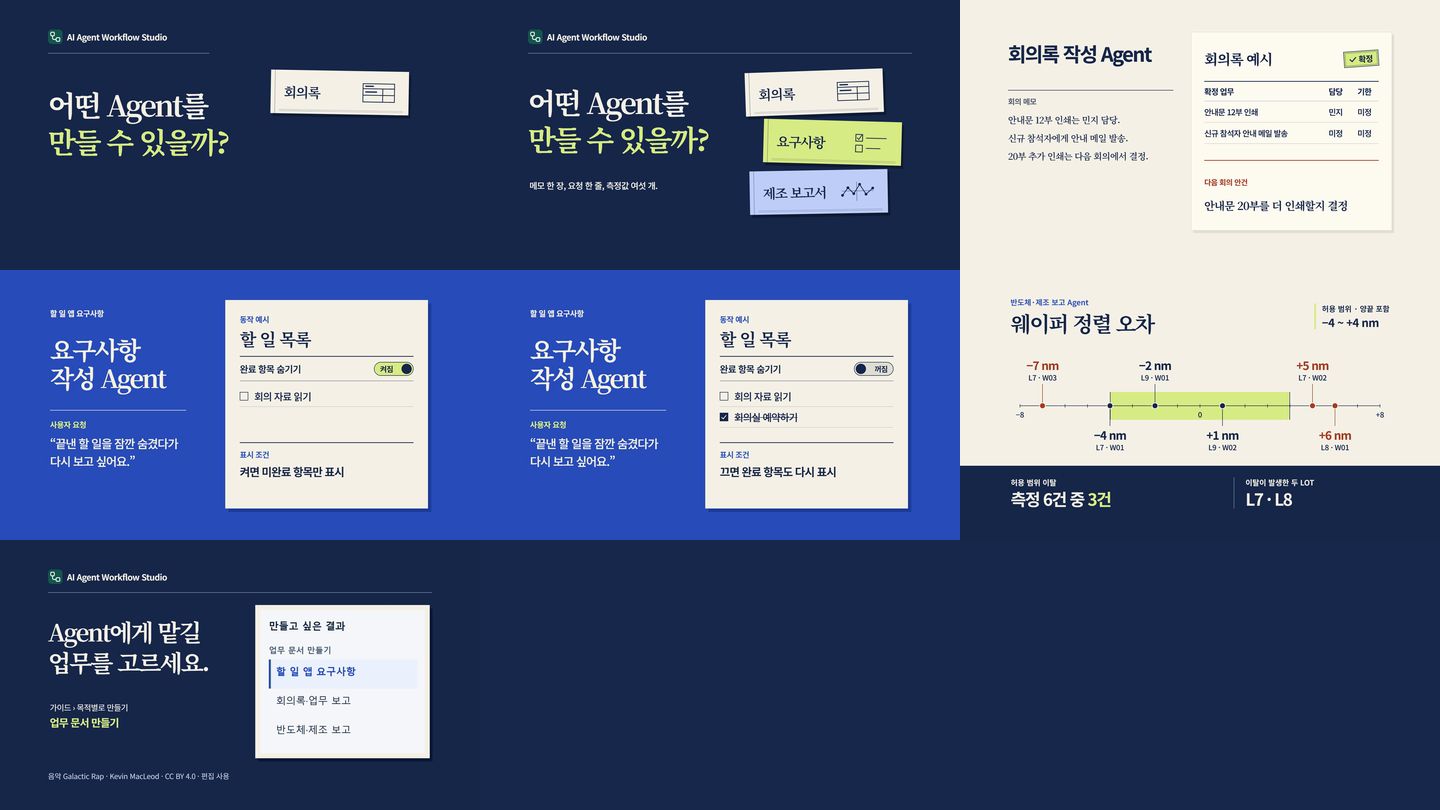 AI Agent Workflow Studio
어떤 Agent를
만들 수 있을까?
회의록
AI Agent Workflow Studio
어떤 Agent를
만들 수 있을까?
메모 한 장, 요청 한 줄, 측정값 여섯 개.
회의록
요구사항
제조 보고서
회의록 작성 Agent
회의 메모
안내문 12부 인쇄는 민지 담당.
신규 참석자에게 안내 메일 발송.
20부 추가 인쇄는 다음 회의에서 결정.
회의록 예시
확정
확정 업무 담당 기한
안내문 12부 인쇄 민지 미정
신규 참석자 안내 메일 발송 미정 미정
다음 회의 안건
안내문 20부를 더 인쇄할지 결정
할 일 앱 요구사항
요구사항
작성 Agent
사용자 요청
“끝낸 할 일을 잠깐 숨겼다가
다시 보고 싶어요.”
동작 예시
할 일 목록
완료 항목 숨기기 켜짐
회의 자료 읽기
표시 조건
켜면 미완료 항목만 표시
할 일 앱 요구사항
요구사항
작성 Agent
사용자 요청
“끝낸 할 일을 잠깐 숨겼다가
다시 보고 싶어요.”
동작 예시
할 일 목록
완료 항목 숨기기 꺼짐
회의 자료 읽기
회의실 예약하기
표시 조건
끄면 완료 항목도 다시 표시
반도체·제조 보고 Agent
웨이퍼 정렬 오차
허용 범위 · 양끝 포함
−4 ~ +4 nm
−7 nm
L7 · W03
−2 nm
L9 · W01
+5 nm
L7 · W02
−8
0
+8
−4 nm
L7 · W01
+1 nm
L9 · W02
+6 nm
L8 · W01
허용 범위 이탈
측정 6건 중 3건
이탈이 발생한 두 LOT
L7 · L8
AI Agent Workflow Studio
Agent에게 맡길
업무를 고르세요.
가이드 › 목적별로 만들기
업무 문서 만들기
만들고 싶은 결과
업무 문서 만들기
할 일 앱 요구사항
회의록·업무 보고
반도체·제조 보고
음악 Galactic Rap · Kevin MacLeod · CC BY 4.0 · 편집 사용